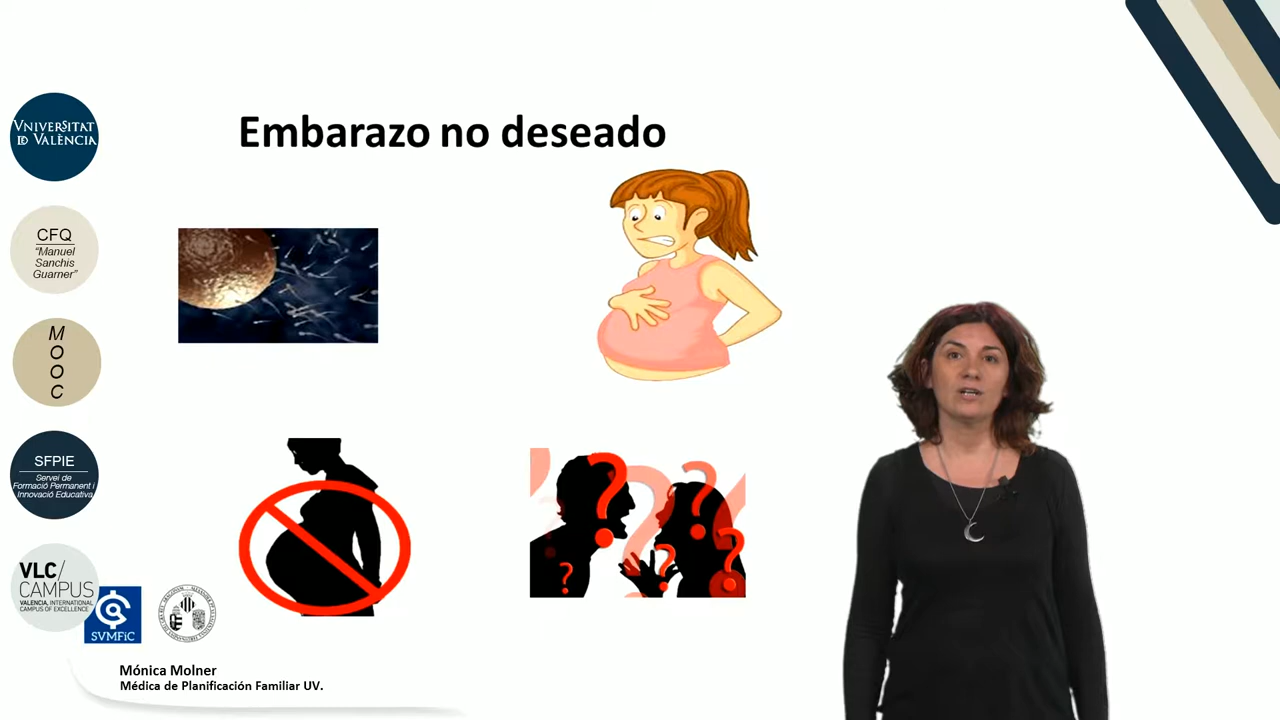 Embarazo no deseado
VNIVERSITAT
ID VALÈNCIA
CFQ
"Manuel
Sanchis
Guarner"
M
O
O
C
SFPIE
Servei de
Formació Permanent i
Innovació Educativa
VLC/
CAMPUS
VALENCIA, INTERNATIONAL
CAMPUS OF EXCELLENCE
SVMFiC
Mónica Molner
Médica de Planificación Familiar UV.